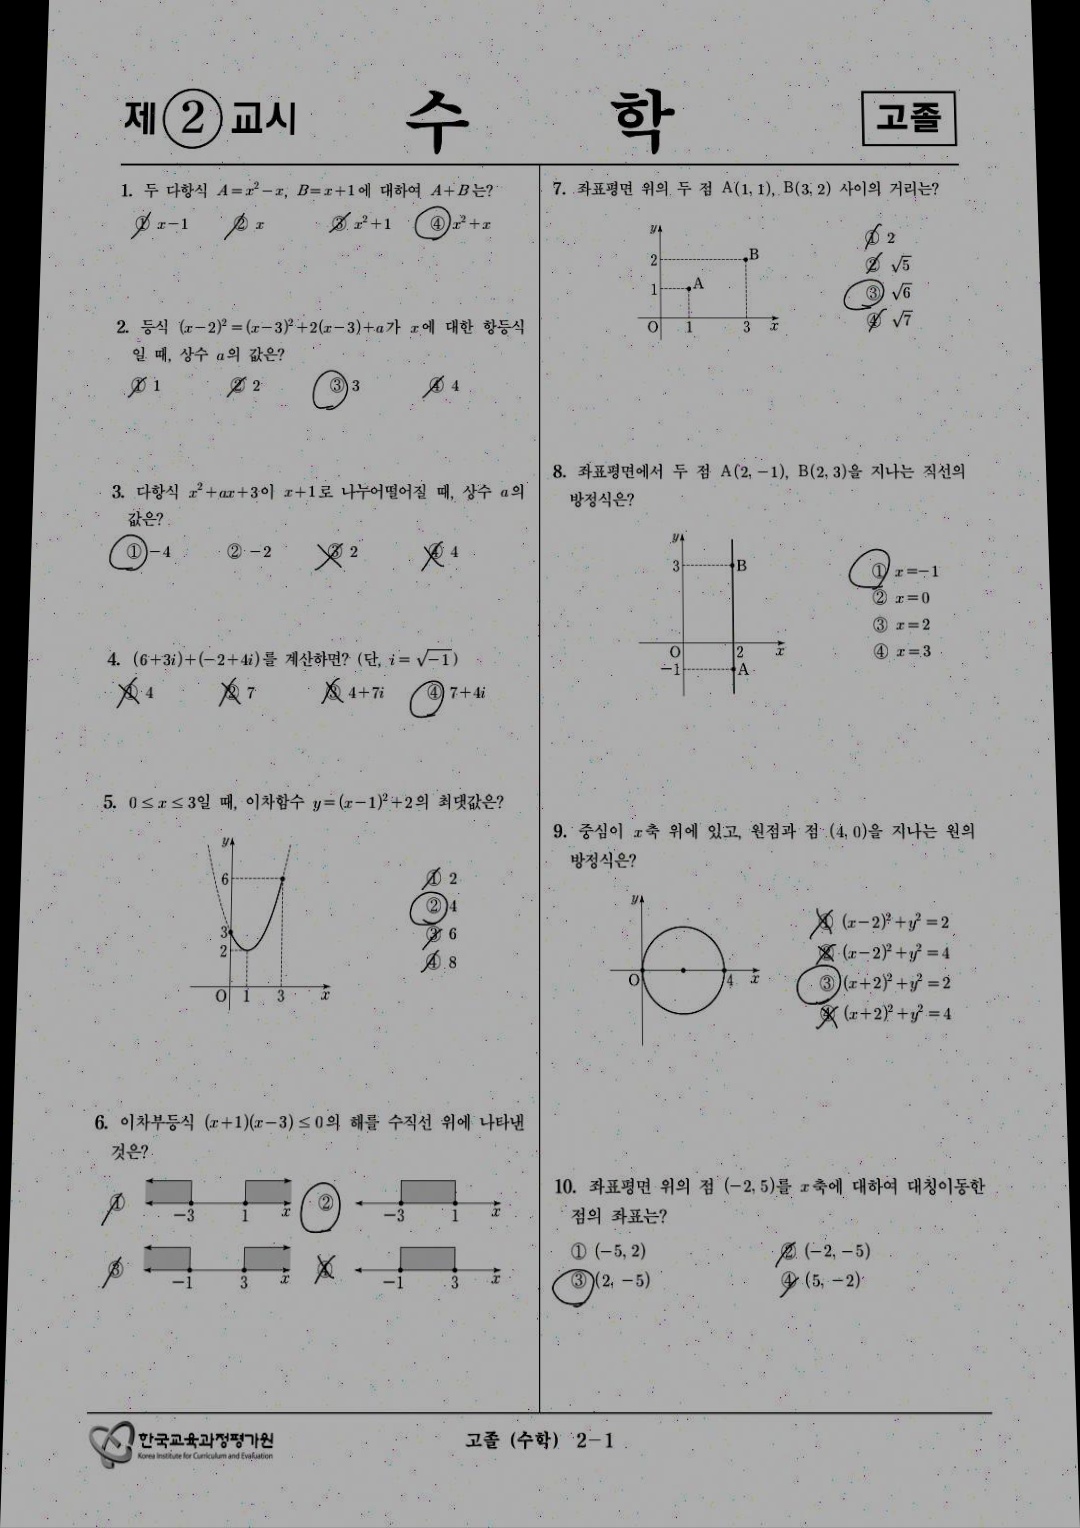 제 2 교시 수 학 고졸
1. 두 다항식 A=x²-x, B=x+1에 대하여 A+B는?
① x-1 ② x ③ x²+1 ④ x²+x
2. 등식 (x-2)²=(x-3)²+2(x-3)+a가 x에 대한 항등식
일 때, 상수 a의 값은?
① 1 ② 2 ③ 3 ④ 4
3. 다항식 x²+ax+3이 x+1로 나누어떨어질 때, 상수 a의
값은?
① -4 ② -2 ③ 2 ④ 4
4. (6+3i)+(-2+4i)를 계산하면? (단, i=√-1)
① 4 ② 7 ③ 4+7i ④ 7+4i
5. 0≤x≤3일 때, 이차함수 y=(x-1)²+2의 최댓값은?
y
6
3
2
O 1 3 x
① 2
② 4
③ 6
④ 8
6. 이차부등식 (x+1)(x-3)≤0의 해를 수직선 위에 나타낸
것은?
① -3 1 x ② -3 1 x
③ -1 3 x ④ -1 3 x
7. 좌표평면 위의 두 점 A(1, 1), B(3, 2) 사이의 거리는?
y
2 B
1 A
O 1 3 x
① 2
② √5
③ √6
④ √7
8. 좌표평면에서 두 점 A(2, -1), B(2, 3)을 지나는 직선의
방정식은?
y
3 B
O 2 x
-1 A
① x=-1
② x=0
③ x=2
④ x=3
9. 중심이 x축 위에 있고, 원점과 점 (4, 0)을 지나는 원의
방정식은?
y
O 4 x
① (x-2)²+y²=2
② (x-2)²+y²=4
③ (x+2)²+y²=2
④ (x+2)²+y²=4
10. 좌표평면 위의 점 (-2, 5)를 x축에 대하여 대칭이동한
점의 좌표는?
① (-5, 2) ② (-2, -5)
③ (2, -5) ④ (5, -2)
한국교육과정평가원
Korea Institute for Curriculum and Evaluation
고졸 (수학) 2-1